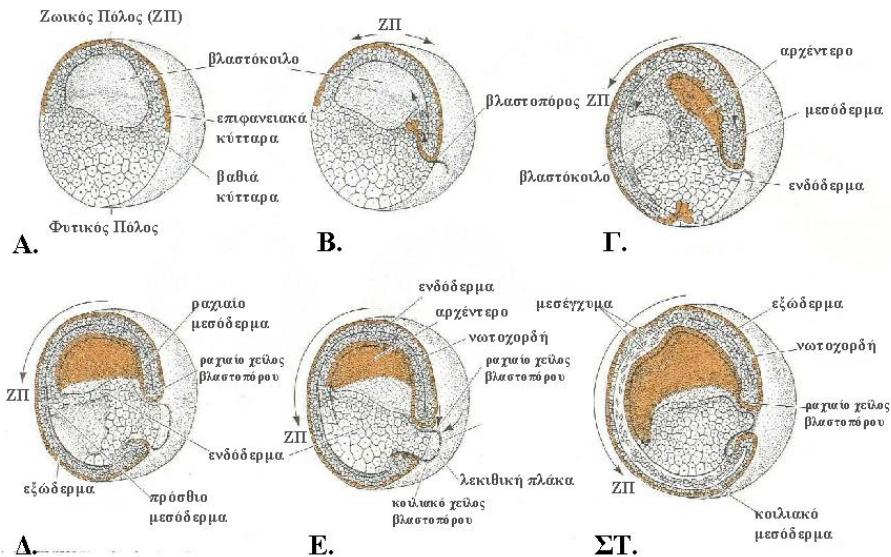 Ζωικός Πόλος (ΖΠ)
βλαστόκοιλο
επιφανειακά
κύτταρα
βαθιά
κύτταρα
Φυτικός Πόλος
Α.
ΖΠ
βλαστοπόρος
Β.
αρχέντερο
ΖΠ
μεσόδερμα
βλαστόκοιλο
ενδόδερμα
Γ.
ραχιαίο
μεσόδερμα
ραχιαίο χείλος
βλαστοπόρου
ΖΠ
ενδόδερμα
εξώδερμα
πρόσθιο
μεσόδερμα
Δ.
ενδόδερμα
αρχέντερο
νωτοχορδή
ραχιαίο χείλος
βλαστοπόρου
ΖΠ
λεκιθική πλάκα
κοιλιακό χείλος
βλαστοπόρου
Ε.
μεσέγχυμα
εξώδερμα
νωτοχορδή
ραχιαίο χείλος
βλαστοπόρου
ΖΠ
κοιλιακό
μεσόδερμα
ΣΤ.